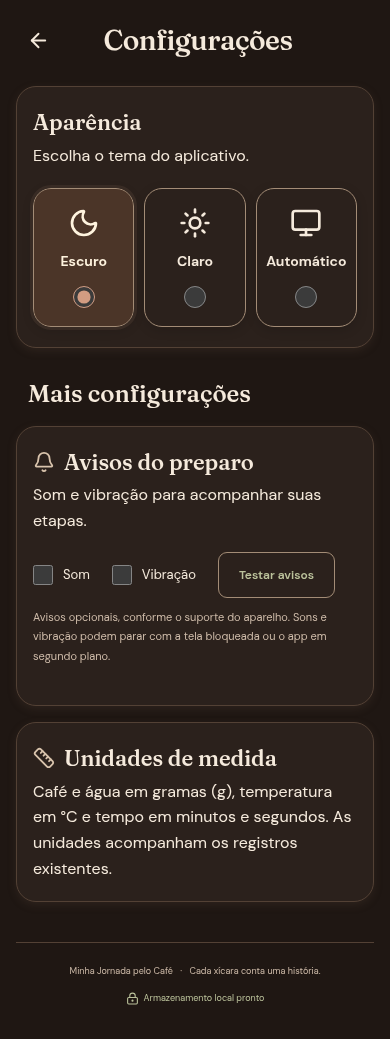 Configurações
Aparência
Escolha o tema do aplicativo.
Escuro
Claro
Automático
Mais configurações
Avisos do preparo
Som e vibração para acompanhar suas
etapas.
Som
Vibração
Testar avisos
Avisos opcionais, conforme o suporte do aparelho. Sons e
vibração podem parar com a tela bloqueada ou o app em
segundo plano.
Unidades de medida
Café e água em gramas (g), temperatura
em °C e tempo em minutos e segundos. As
unidades acompanham os registros
existentes.
Minha Jornada pelo Café · Cada xícara conta uma história.
Armazenamento local pronto